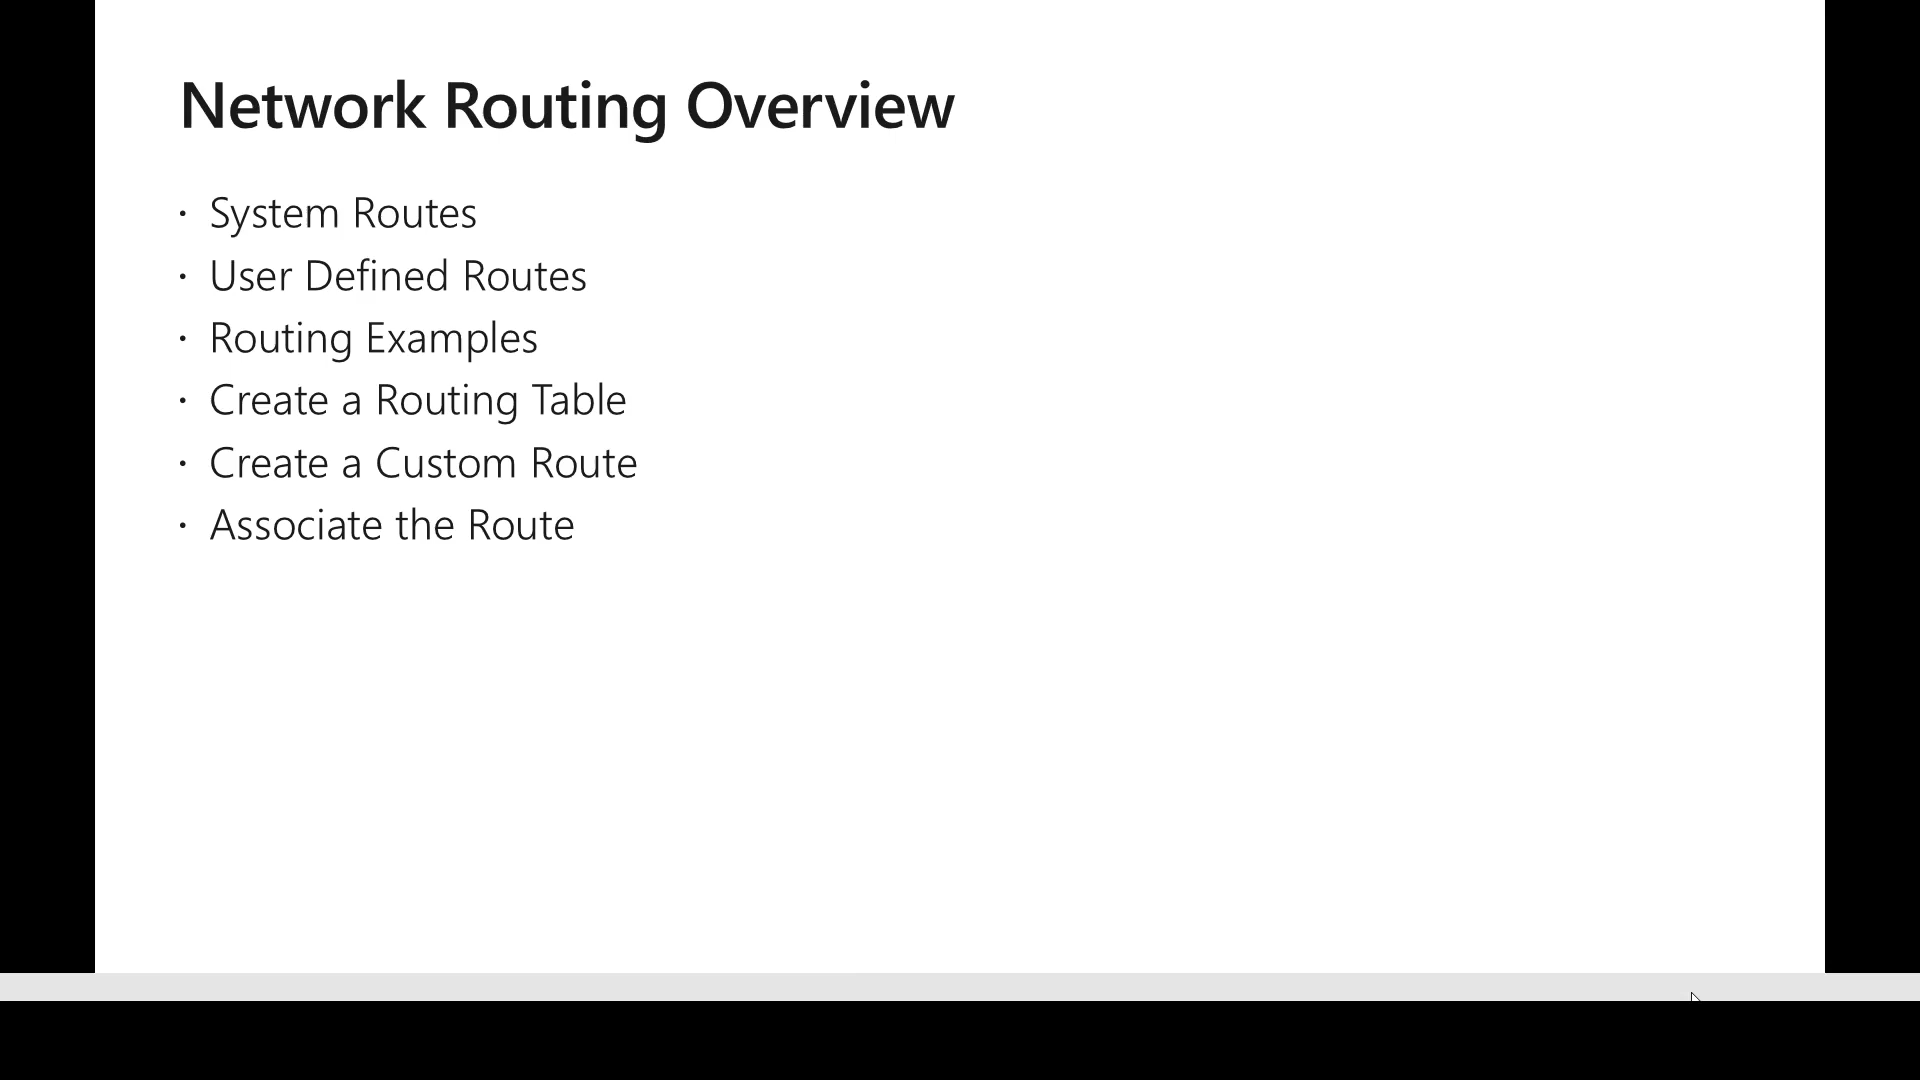 Network Routing Overview
· System Routes
· User Defined Routes
· Routing Examples
· Create a Routing Table
· Create a Custom Route
· Associate the Route